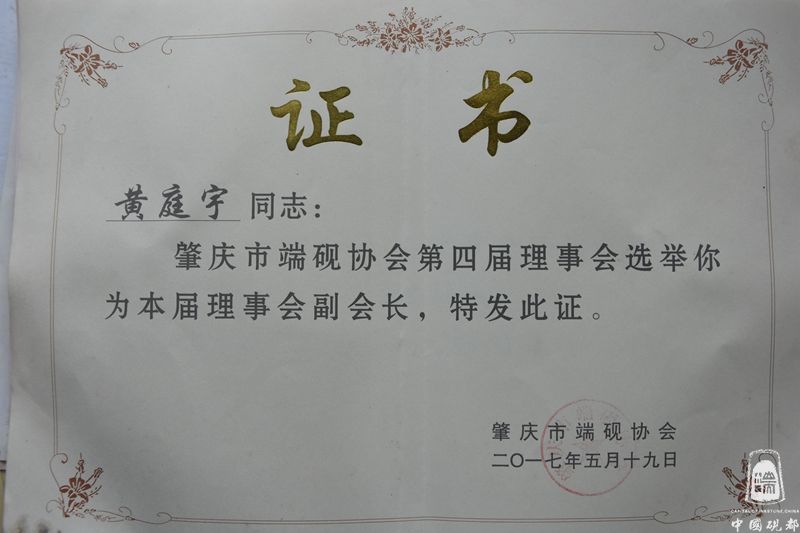 证书
黄庭宇 同志：
肇庆市端砚协会第四届理事会选举你
为本届理事会副会长，特发此证。
肇庆市端砚协会
二〇一七年五月十九日
中國硯都